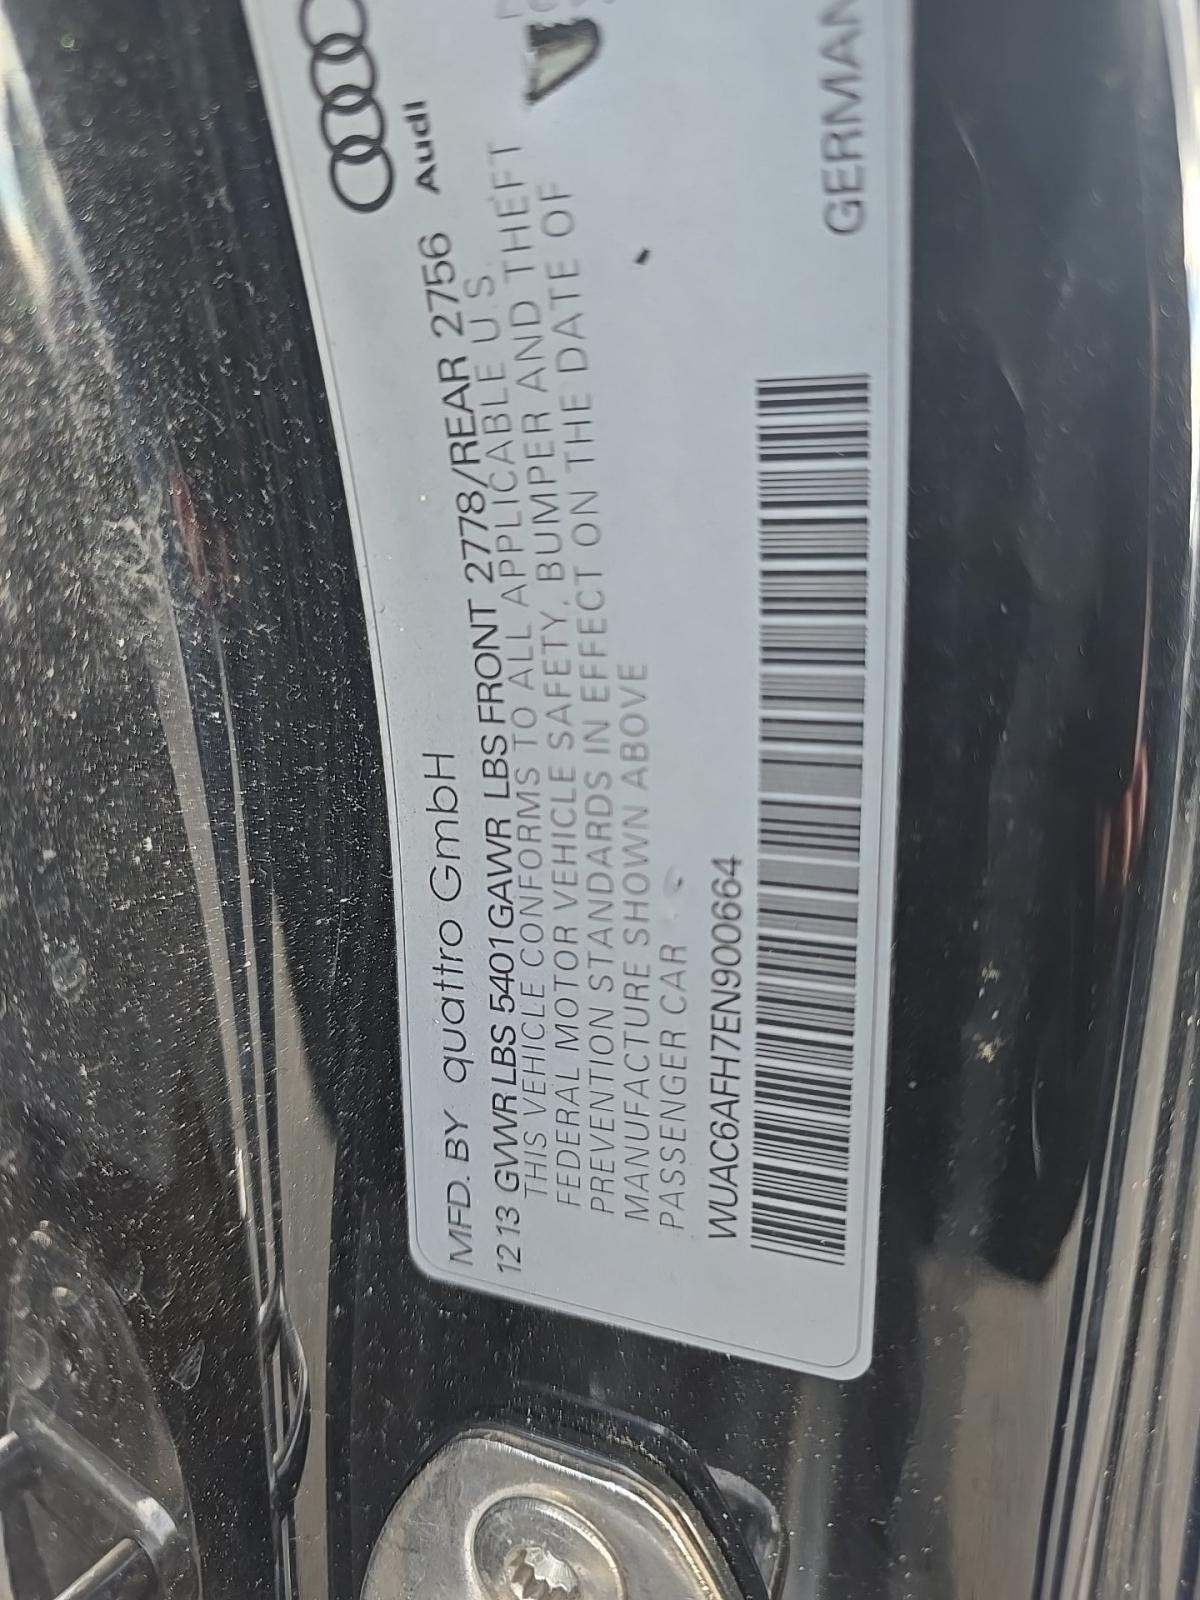 MFD. BY quattro GmbH
Audi
12 13 GVWR LBS 5401 GAWR LBS FRONT 2778/REAR 2756
THIS VEHICLE CONFORMS TO ALL APPLICABLE U.S.
FEDERAL MOTOR VEHICLE SAFETY, BUMPER AND THEFT
PREVENTION STANDARDS IN EFFECT ON THE DATE OF
MANUFACTURE SHOWN ABOVE
PASSENGER CAR
WUAC6AFH7EN900664
GERMAN